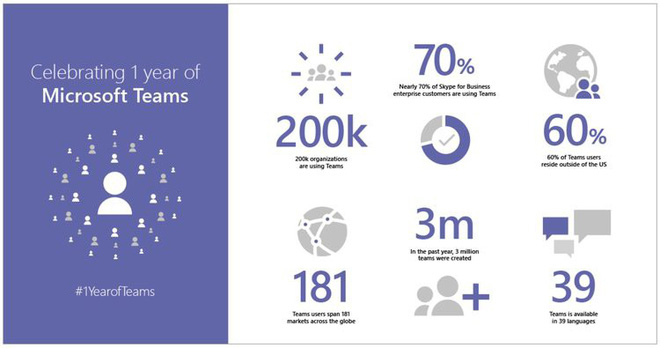 Celebrating 1 year of
Microsoft Teams
#1YearofTeams
200k
200k organizations
are using Teams
70%
Nearly 70% of Skype for Business
enterprise customers are using Teams
60%
60% of Teams users
reside outside of the US
181
Teams users span 181
markets across the globe
3m
In the past year, 3 million
teams were created
39
Teams is available
in 39 languages